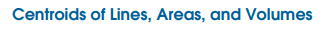 Centroids of Lines, Areas, and Volumes